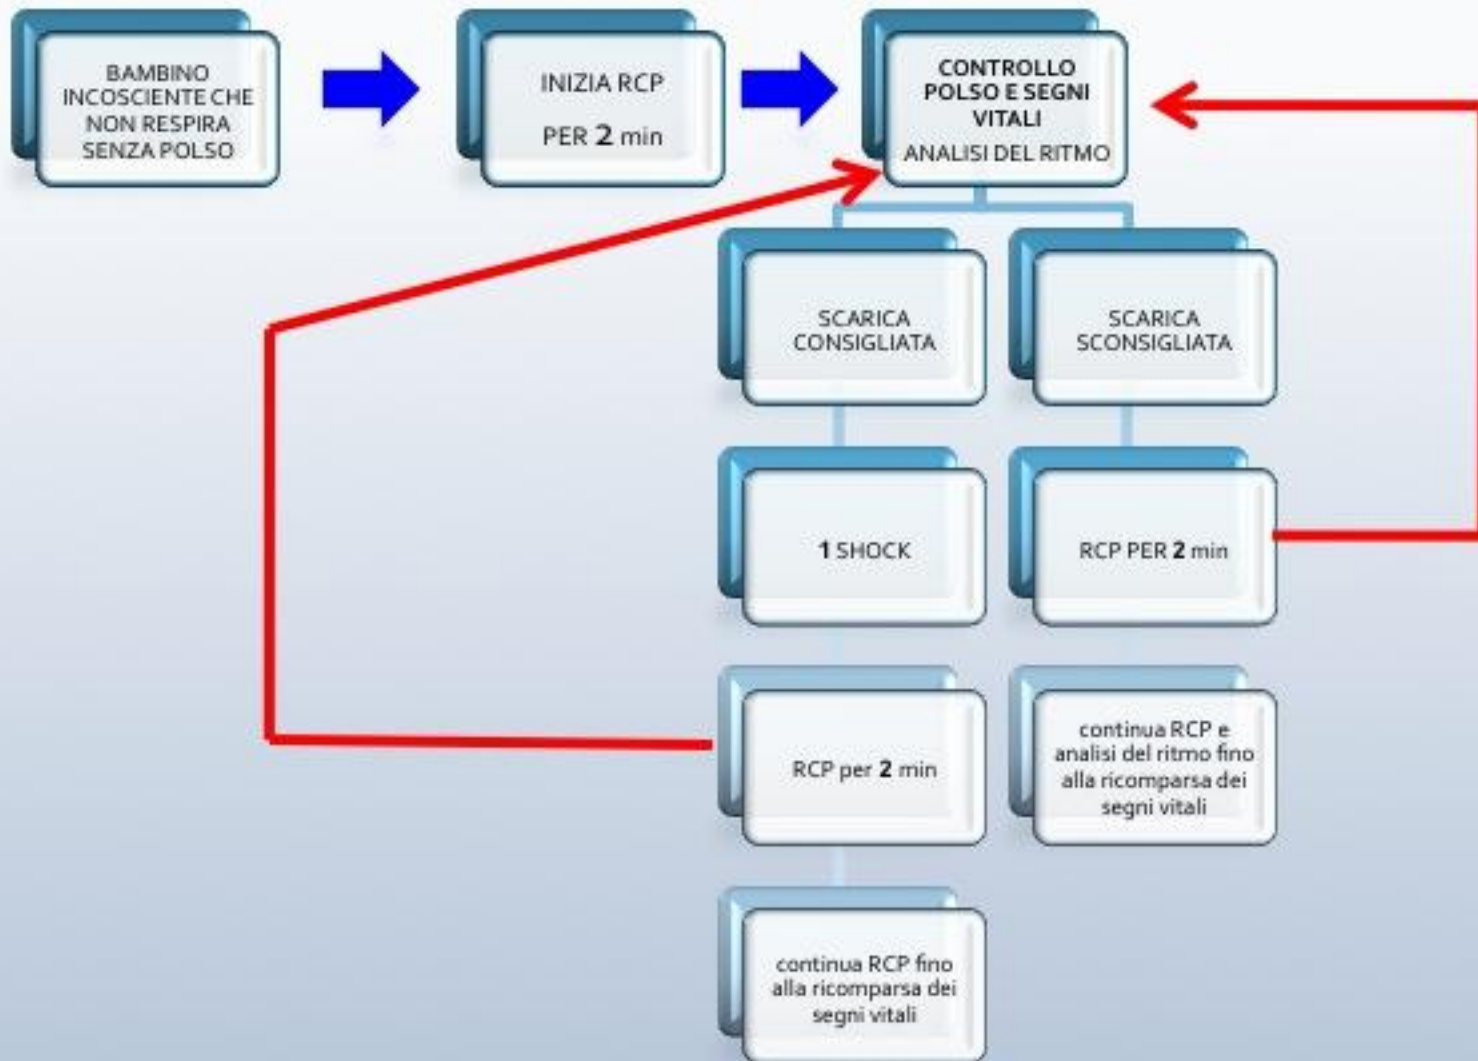 BAMBINO
INCOSCIENTE CHE
NON RESPIRA
SENZA POLSO
INIZIA RCP
PER 2 min
CONTROLLO
POLSO E SEGNI
VITALI
ANALISI DEL RITMO
SCARICA
CONSIGLIATA
SCARICA
SCONSIGLIATA
1 SHOCK
RCP PER 2 min
RCP per 2 min
continua RCP e
analisi del ritmo fino
alla ricomparsa dei
segni vitali
continua RCP fino
alla ricomparsa dei
segni vitali